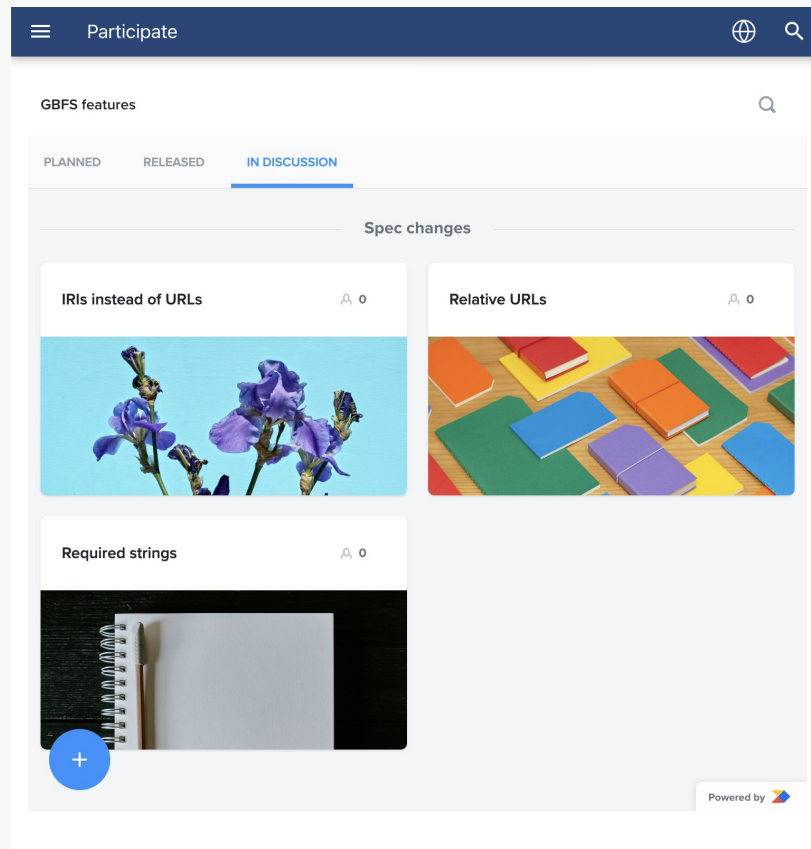 Participate
GBFS features
PLANNED RELEASED IN DISCUSSION
Spec changes
IRIs instead of URLs 0
Relative URLs 0
Required strings 0
+
Powered by